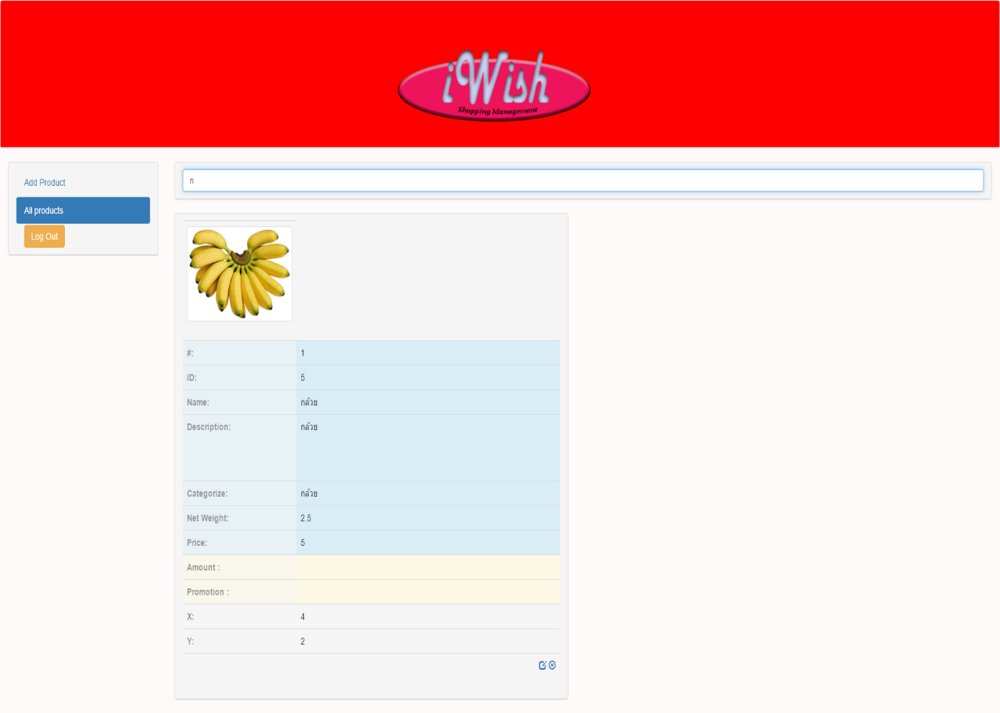 iWish
Shopping Management
Add Product
All products
Log Out
ก
#: 1
ID: 5
Name: กล้วย
Description: กล้วย
Categorize: กล้วย
Net Weight: 2.5
Price: 5
Amount :
Promotion :
X: 4
Y: 2